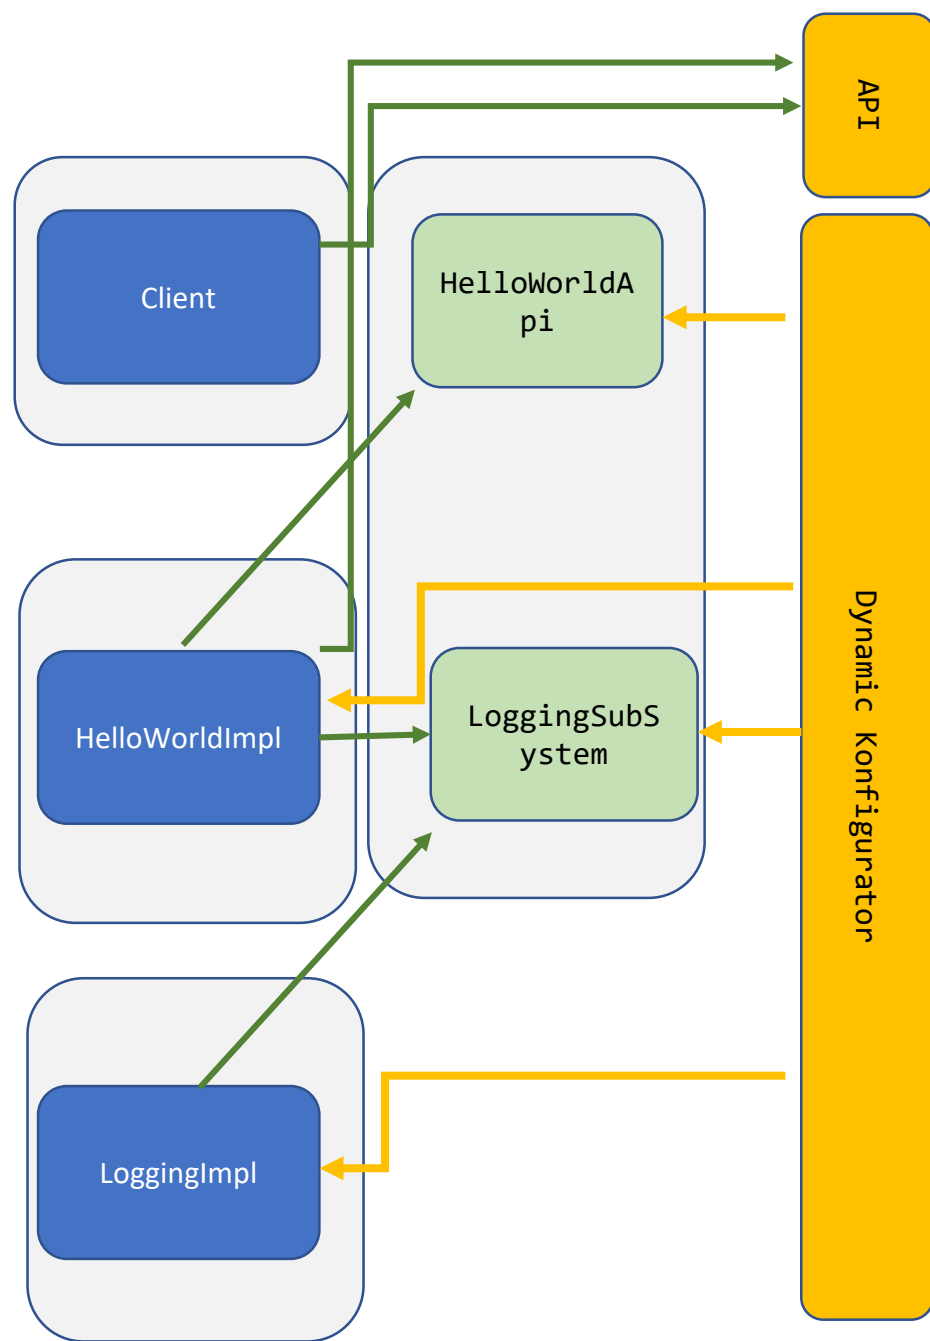 API
Client
HelloWorldA
pi
HelloWorldImpl
LoggingSubS
ystem
Dynamic Konfigurator
LoggingImpl